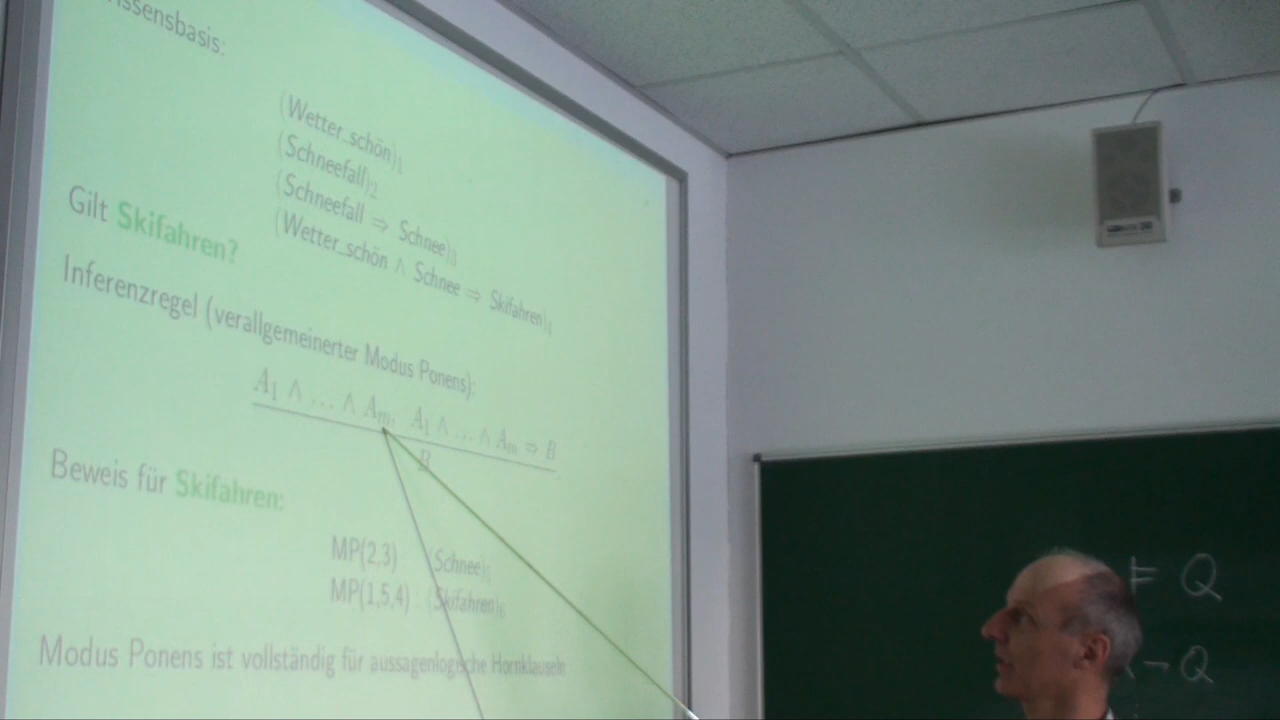 issensbasis:
(Wetter_schön)₁
(Schneefall)₂
(Schneefall ⇒ Schnee)₃
(Wetter_schön ∧ Schnee ⇒ Skifahren)₄
Gilt Skifahren?
Inferenzregel (verallgemeinerter Modus Ponens):
A₁ ∧ … ∧ Aₘ, A₁ ∧ … ∧ Aₘ ⇒ B
B
Beweis für Skifahren:
MP(2,3) : (Schnee)₅
MP(1,5,4) : (Skifahren)₆
Modus Ponens ist vollständig für aussagenlogische Hornklauseln
⊨ Q
¬ Q